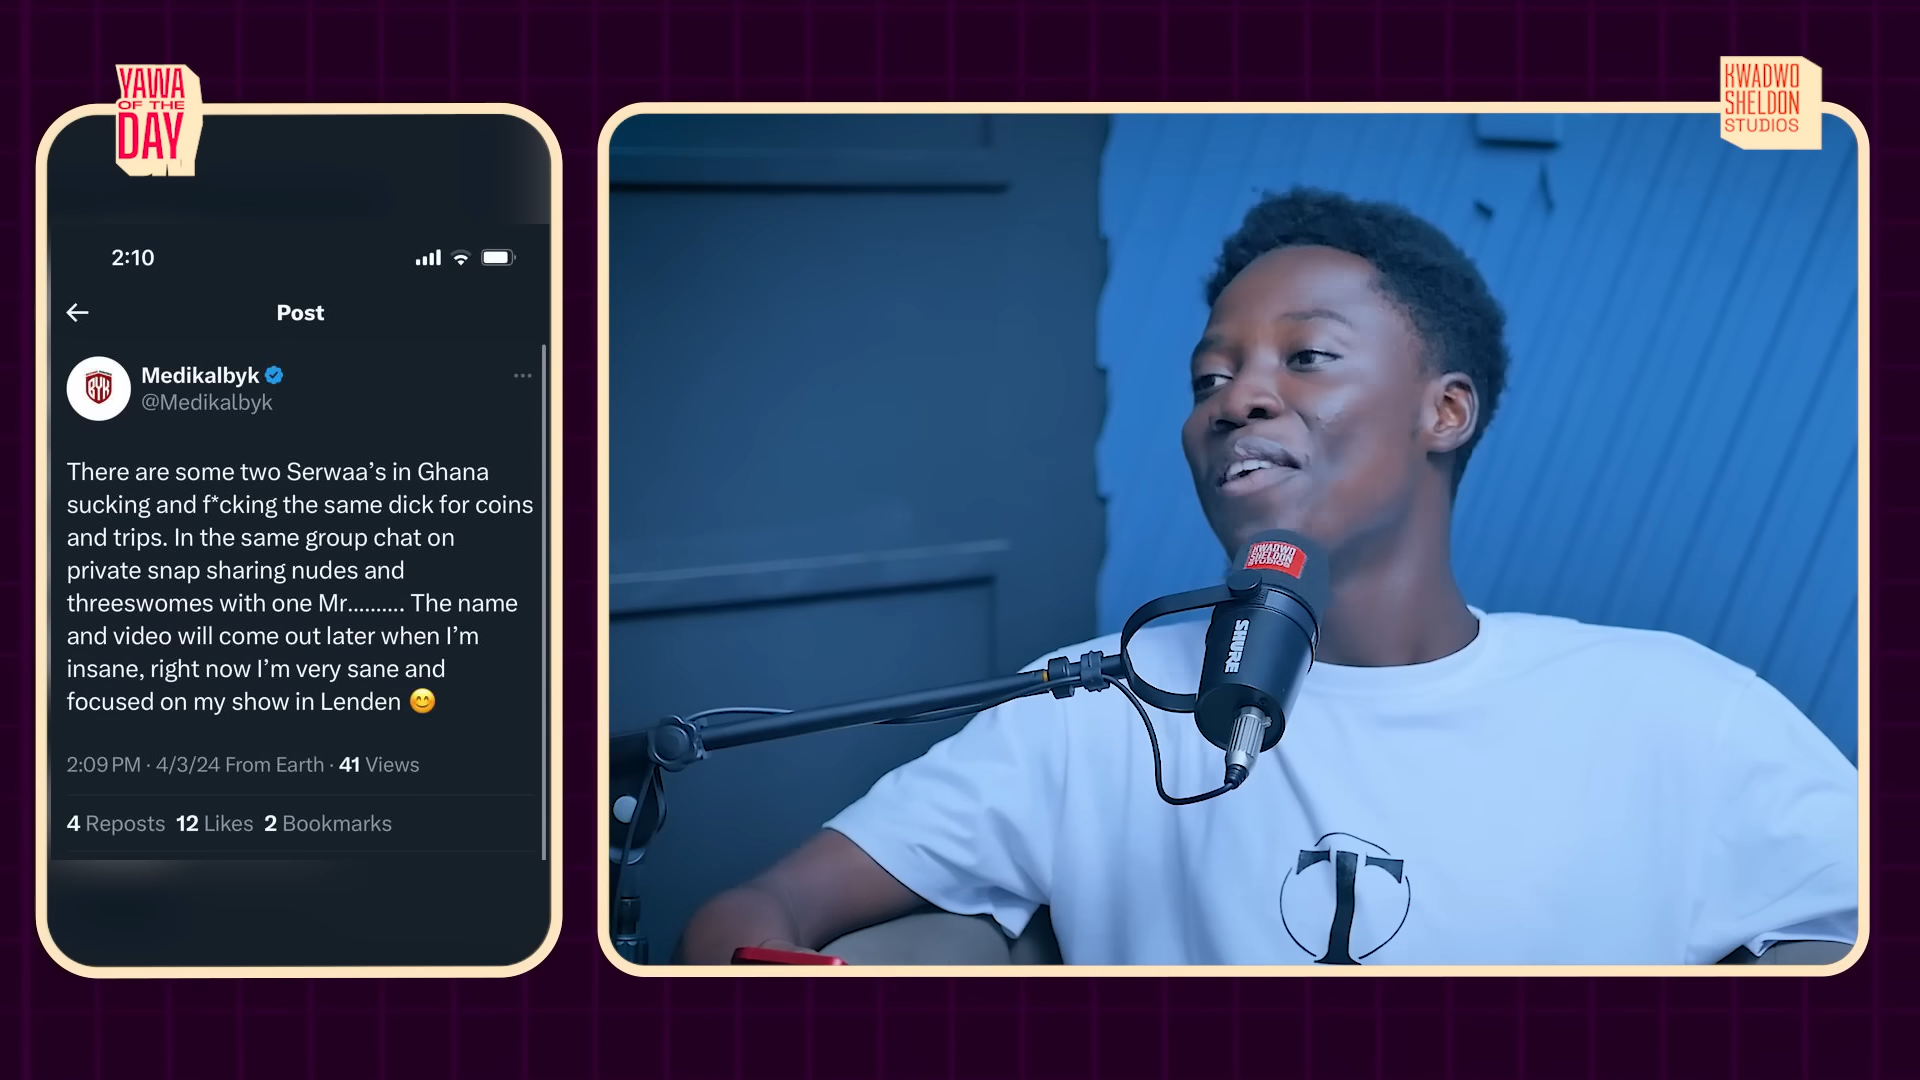 YAWA
OF THE
DAY
KWADWO
SHELDON
STUDIOS
2:10
Post
Medikalbyk
@Medikalbyk
BYK
There are some two Serwaa’s in Ghana
sucking and f*cking the same dick for coins
and trips. In the same group chat on
private snap sharing nudes and
threeswomes with one Mr.......... The name
and video will come out later when I’m
insane, right now I’m very sane and
focused on my show in Lenden 😊
2:09 PM · 4/3/24 From Earth · 41 Views
4 Reposts 12 Likes 2 Bookmarks
KWADWO
SHELDON
STUDIOS
SHURE
T